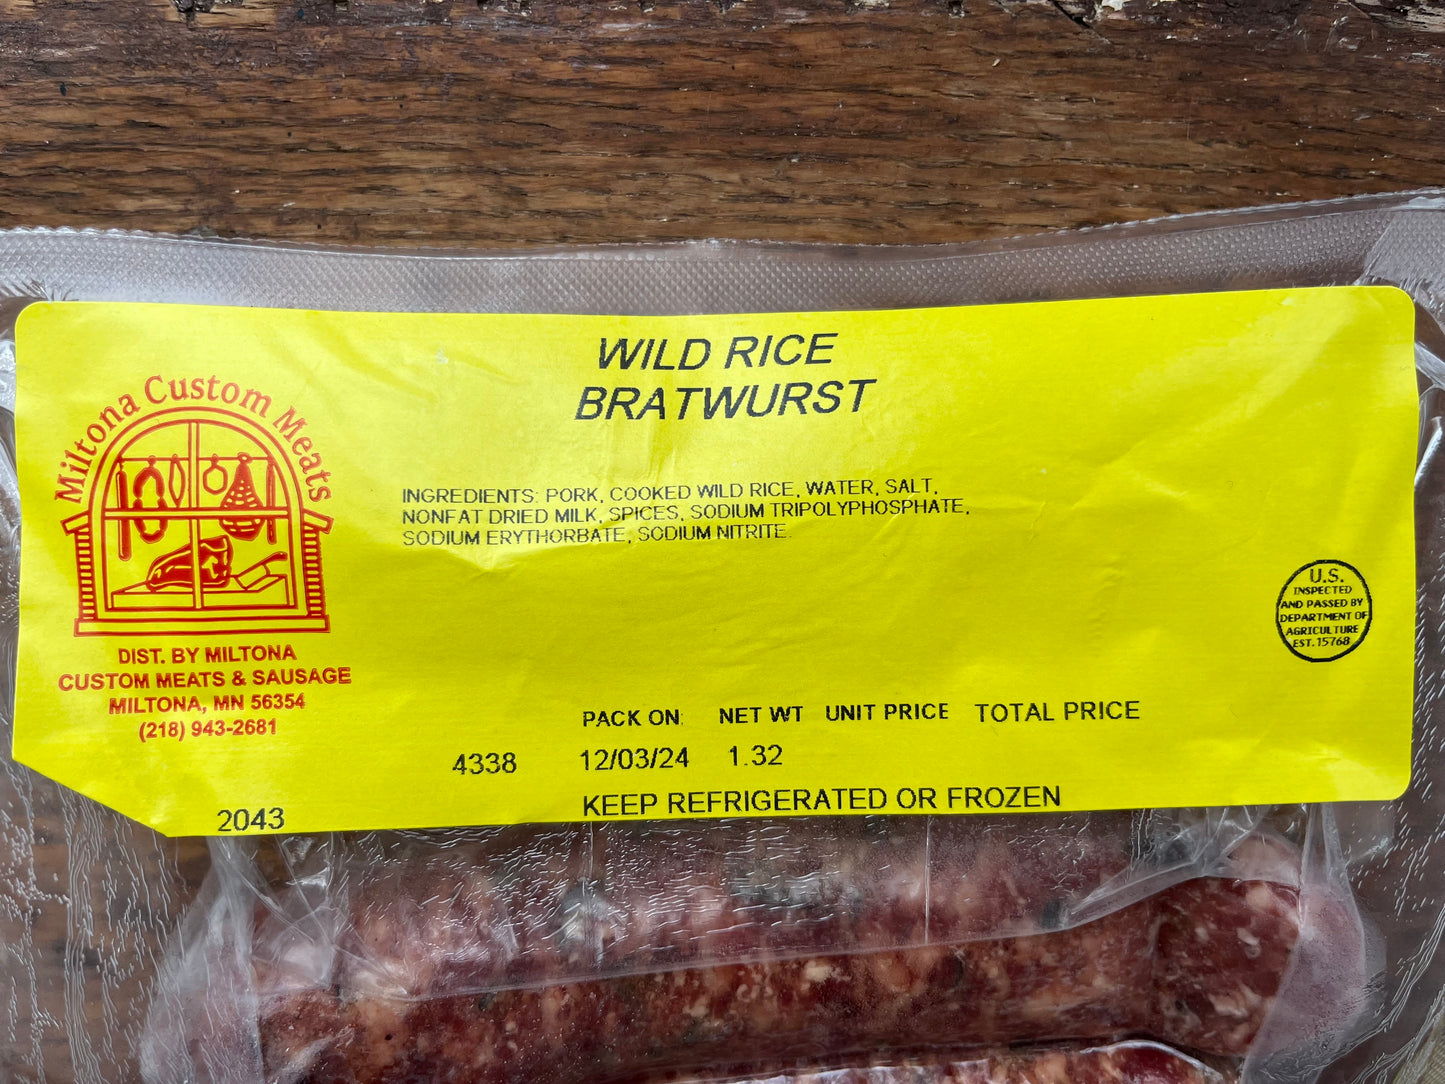 WILD RICE
BRATWURST
Miltona Custom Meats
INGREDIENTS: PORK, COOKED WILD RICE, WATER, SALT,
NONFAT DRIED MILK, SPICES, SODIUM TRIPOLYPHOSPHATE,
SODIUM ERYTHORBATE, SODIUM NITRITE.
U.S.
INSPECTED
AND PASSED BY
DEPARTMENT OF
AGRICULTURE
EST. 15768
DIST. BY MILTONA
CUSTOM MEATS & SAUSAGE
MILTONA, MN 56354
(218) 943-2681
PACK ON: NET WT UNIT PRICE TOTAL PRICE
4338 12/03/24 1.32
KEEP REFRIGERATED OR FROZEN
2043